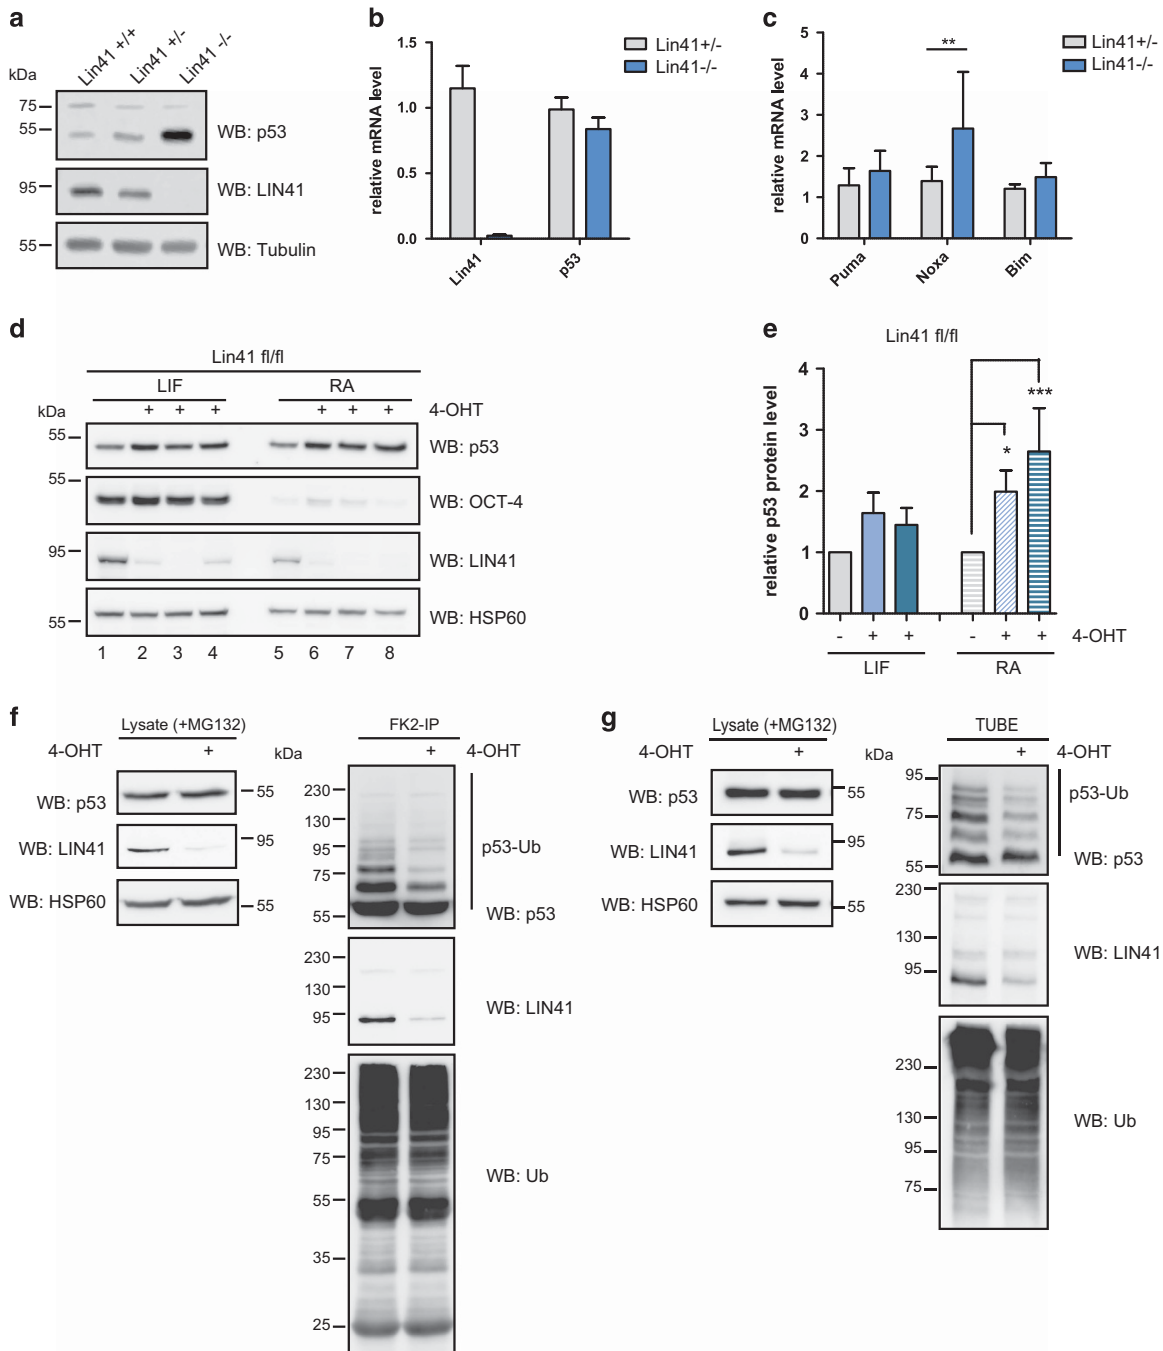 a
Lin41 +/+
Lin41 +/-
Lin41 -/-
kDa
75
55
WB: p53
95
WB: LIN41
55
WB: Tubulin
b
relative mRNA level
1.5
1.0
0.5
0.0
Lin41
p53
Lin41+/-
Lin41-/-
c
relative mRNA level
5
4
3
2
1
0
**
Puma
Noxa
Bim
Lin41+/-
Lin41-/-
d
Lin41 fl/fl
LIF RA
kDa + + + + + + 4-OHT
55 WB: p53
55 WB: OCT-4
95 WB: LIN41
55 WB: HSP60
1 2 3 4 5 6 7 8
e
Lin41 fl/fl
relative p53 protein level
4
3
2
1
0
*
***
- + + - + + 4-OHT
LIF RA
f
Lysate (+MG132)
4-OHT +
WB: p53 55
WB: LIN41 95
WB: HSP60 55
FK2-IP
kDa + 4-OHT
230
130
95
75
55
p53-Ub
WB: p53
230
130
95
WB: LIN41
230
130
95
75
55
35
25
WB: Ub
g
Lysate (+MG132)
4-OHT +
WB: p53 55
WB: LIN41 95
WB: HSP60 55
TUBE
kDa + 4-OHT
95
75
55
p53-Ub
WB: p53
230
130
95
WB: LIN41
230
130
95
75
WB: Ub